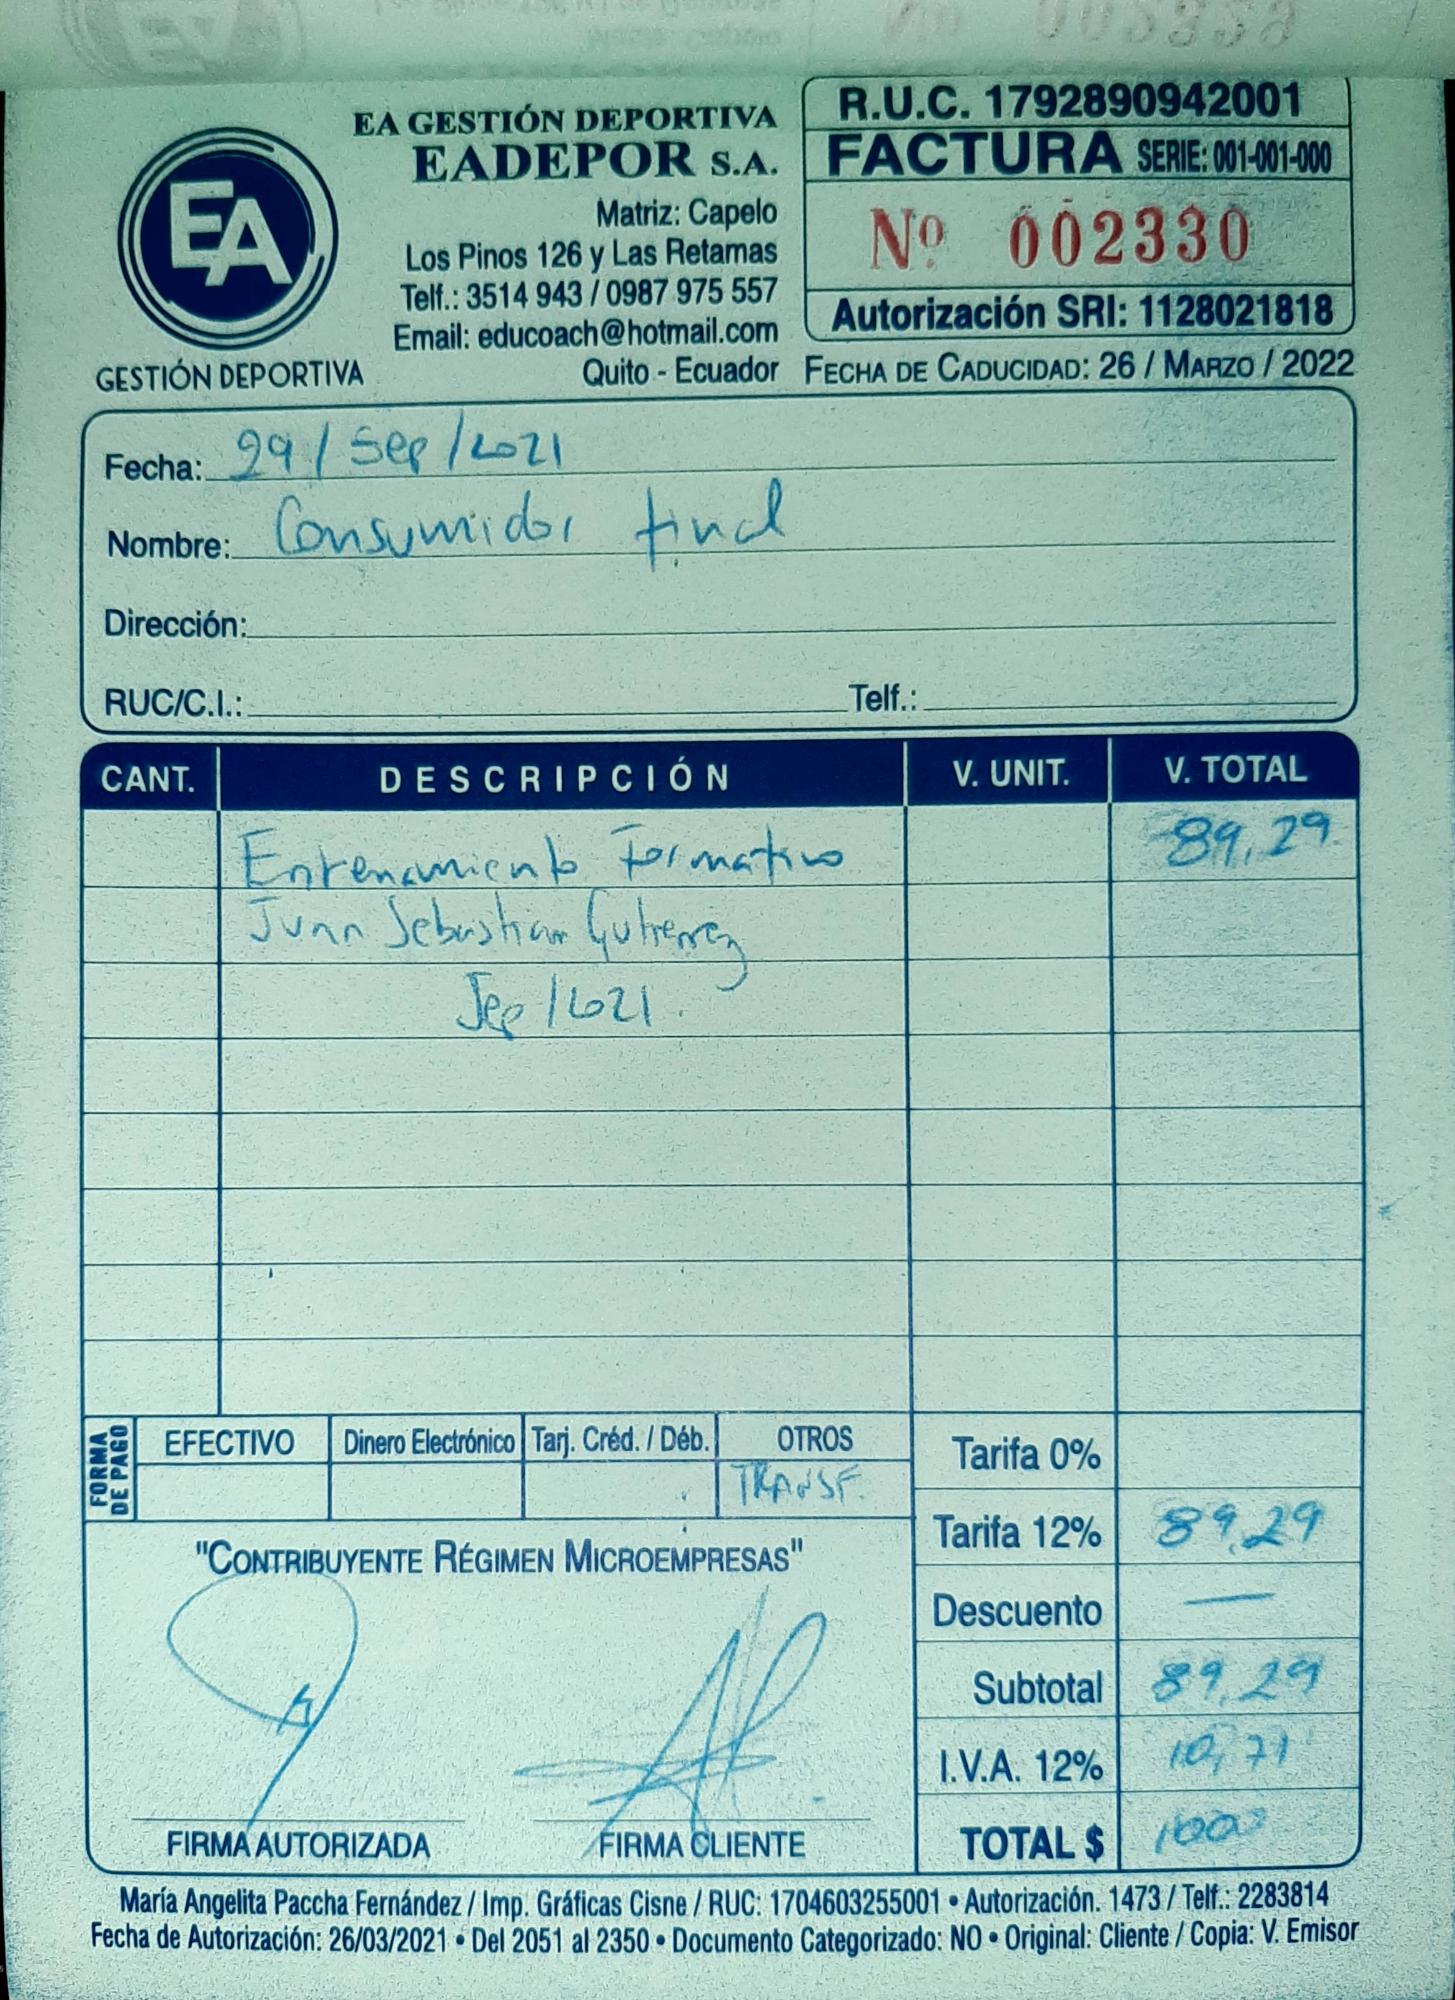 EA GESTIÓN DEPORTIVA
EADEPOR S.A.
Matriz: Capelo
Los Pinos 126 y Las Retamas
Telf.: 3514 943 / 0987 975 557
Email: educoach@hotmail.com
Quito - Ecuador
EA
GESTIÓN DEPORTIVA
R.U.C. 1792890942001
FACTURA SERIE: 001-001-000
Nº 002330
Autorización SRI: 1128021818
FECHA DE CADUCIDAD: 26 / MARZO / 2022
Fecha: 29 / Sep / 2021
Nombre: Consumidor final
Dirección:
RUC/C.I.: Telf.:
CANT. DESCRIPCIÓN V. UNIT. V. TOTAL
Entrenamiento Formativo 89,29
Juan Sebastian Gutierrez
Sep / 2021.
FORMA DE PAGO
EFECTIVO Dinero Electrónico Tarj. Créd. / Déb. OTROS
TRANSF.
Tarifa 0%
Tarifa 12% 89,29
Descuento —
Subtotal 89,29
I.V.A. 12% 10,71
TOTAL $ 100
"CONTRIBUYENTE RÉGIMEN MICROEMPRESAS"
FIRMA AUTORIZADA FIRMA CLIENTE
María Angelita Paccha Fernández / Imp. Gráficas Cisne / RUC: 1704603255001 • Autorización. 1473 / Telf.: 2283814
Fecha de Autorización: 26/03/2021 • Del 2051 al 2350 • Documento Categorizado: NO • Original: Cliente / Copia: V. Emisor